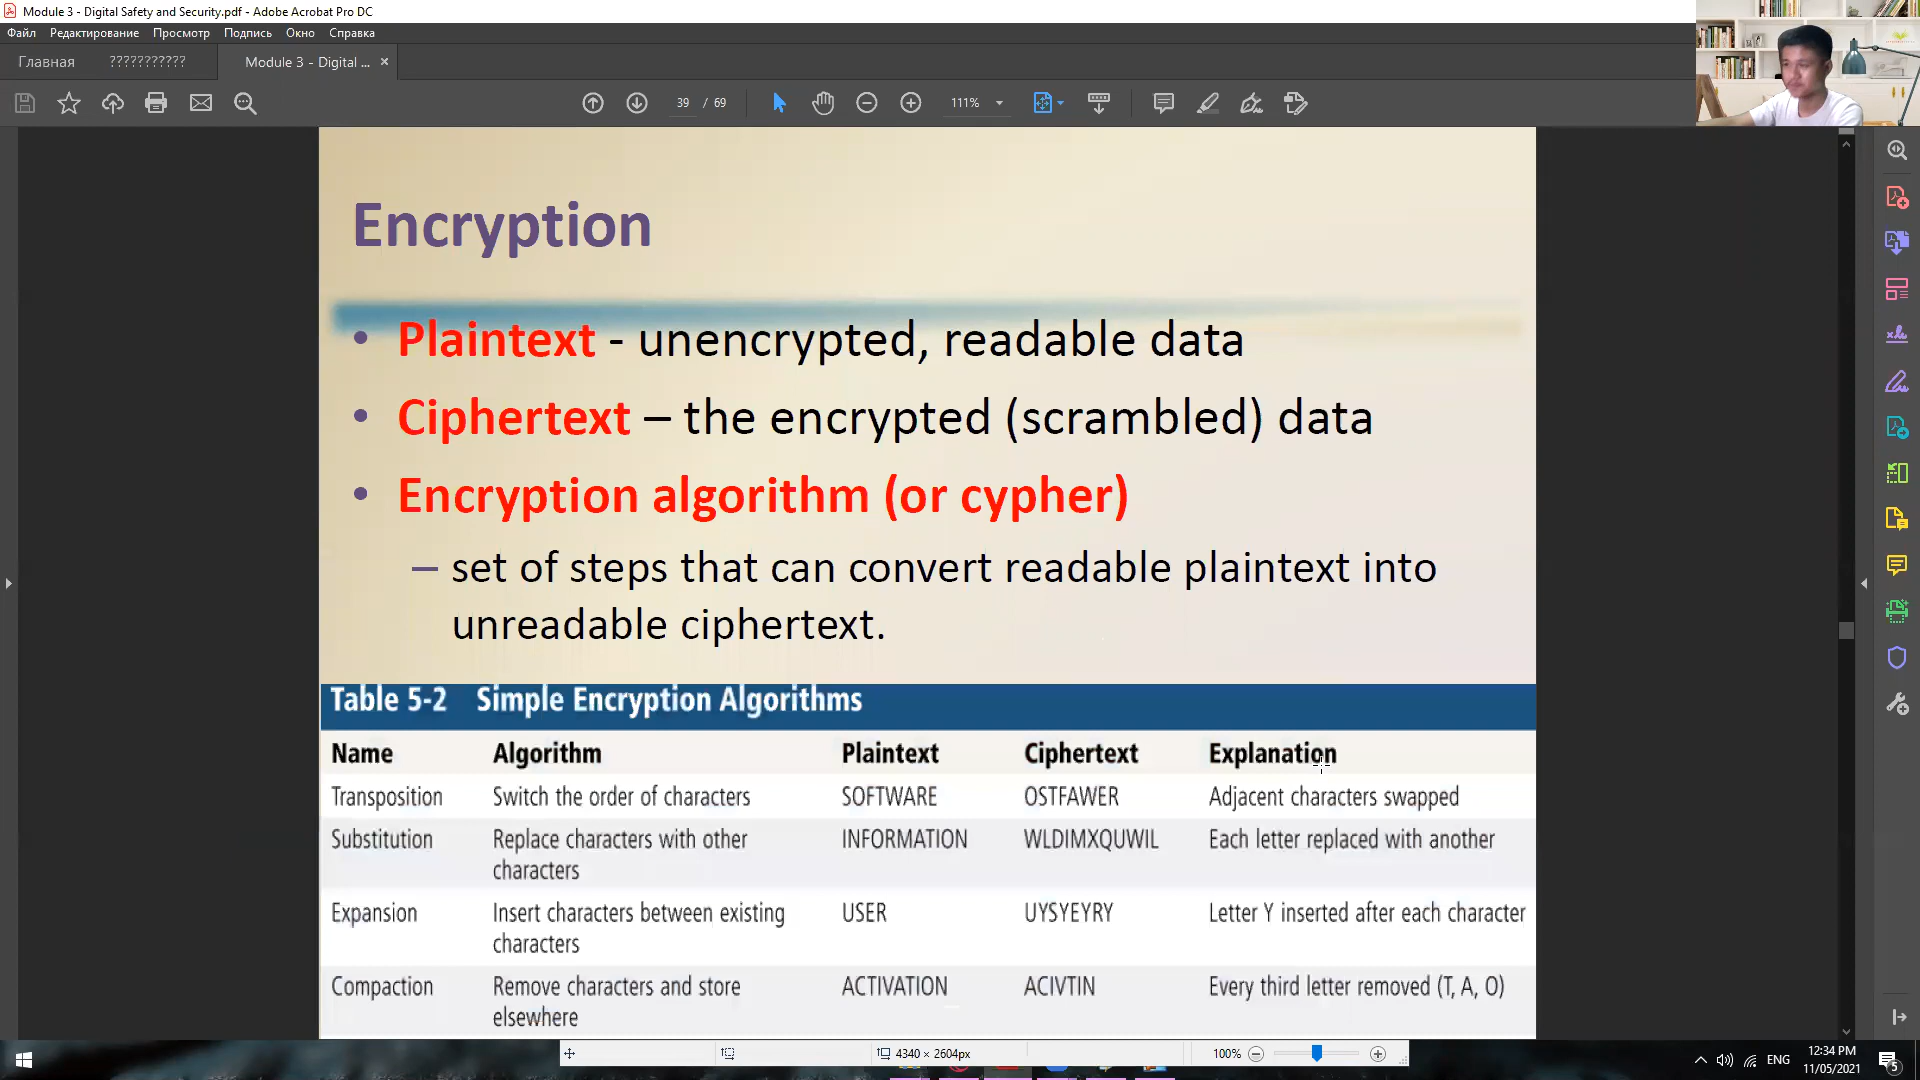 Module 3 - Digital Safety and Security.pdf - Adobe Acrobat Pro DC
Файл Редактирование Просмотр Подпись Окно Справка
Главная ??????????? Module 3 - Digital ... ×
39 / 69 111%
Encryption
• Plaintext - unencrypted, readable data
• Ciphertext – the encrypted (scrambled) data
• Encryption algorithm (or cypher)
– set of steps that can convert readable plaintext into
unreadable ciphertext.
Table 5-2 Simple Encryption Algorithms
Name Algorithm Plaintext Ciphertext Explanation
Transposition Switch the order of characters SOFTWARE OSTFAWER Adjacent characters swapped
Substitution Replace characters with other INFORMATION WLDIMXQUWIL Each letter replaced with another
characters
Expansion Insert characters between existing USER UYSYEYRY Letter Y inserted after each character
characters
Compaction Remove characters and store ACTIVATION ACIVTIN Every third letter removed (T, A, O)
elsewhere
4340 × 2604px 100%
ENG 12:34 PM
11/05/2021 5